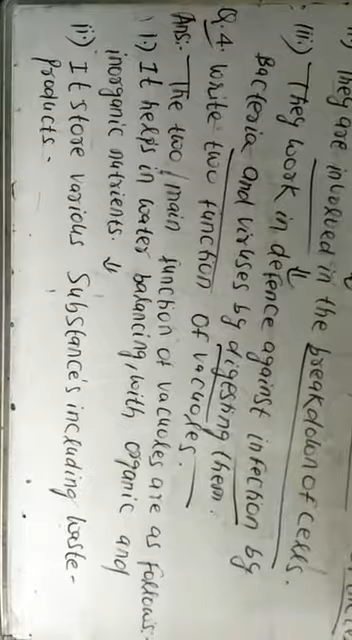 They are involved in the breakdown of cells.
iii) They work in defence against infection by
Bacteria and viruses by digesting them.
Q.4. Write two function of vacuoles.
Ans:- The two main function of vacuoles are as follows:-
i) It helps in water balancing, with organic and
inorganic nutrients.
ii) It store various Substance's including waste-
products.